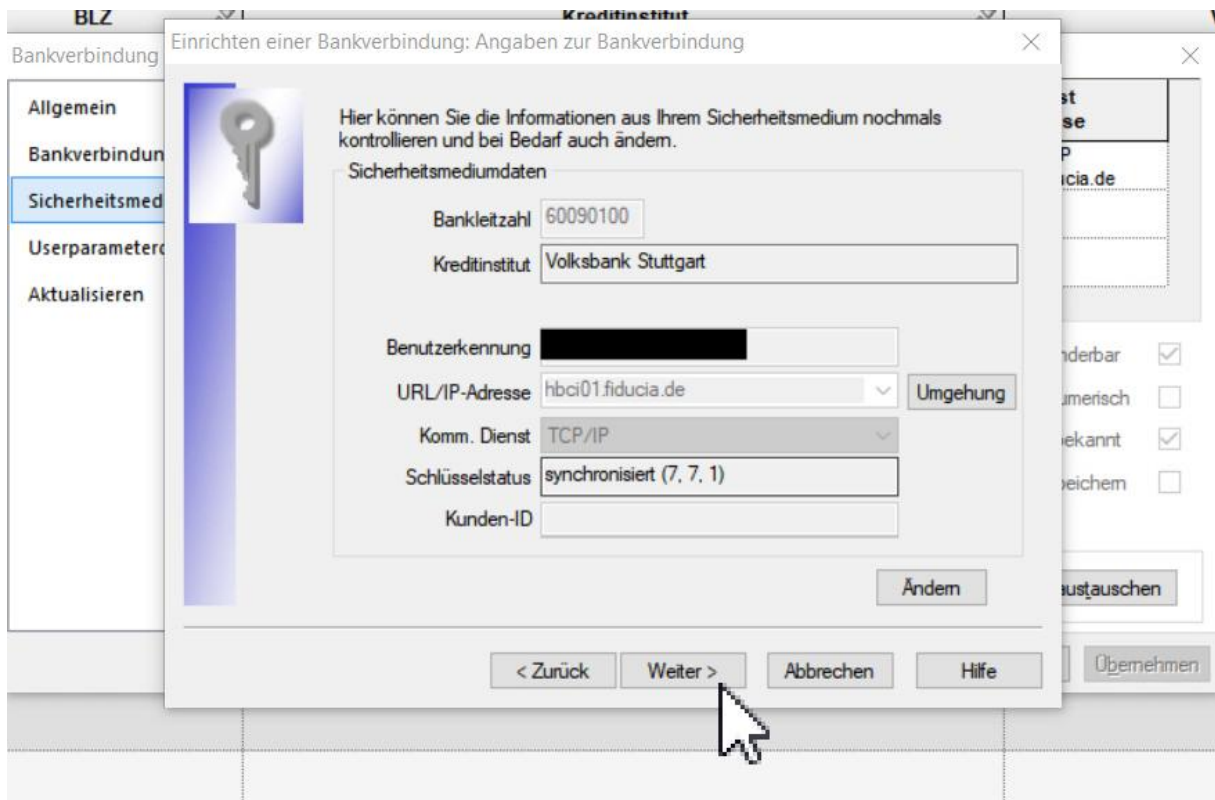 BLZ
Kreditinstitut
Einrichten einer Bankverbindung: Angaben zur Bankverbindung
Bankverbindung
Allgemein
Bankverbindun
Sicherheitsmed
Userparameterd
Aktualisieren
Hier können Sie die Informationen aus Ihrem Sicherheitsmedium nochmals
kontrollieren und bei Bedarf auch ändern.
Sicherheitsmediumdaten
Bankleitzahl 60090100
Kreditinstitut Volksbank Stuttgart
Benutzerkennung
URL/IP-Adresse hbci01.fiducia.de Umgehung
Komm. Dienst TCP/IP
Schlüsselstatus synchronisiert (7, 7, 1)
Kunden-ID
Ändern
< Zurück Weiter > Abbrechen Hilfe
st
se
P
icia.de
nderbar
umerisch
ekannt
peichern
austauschen
Übernehmen